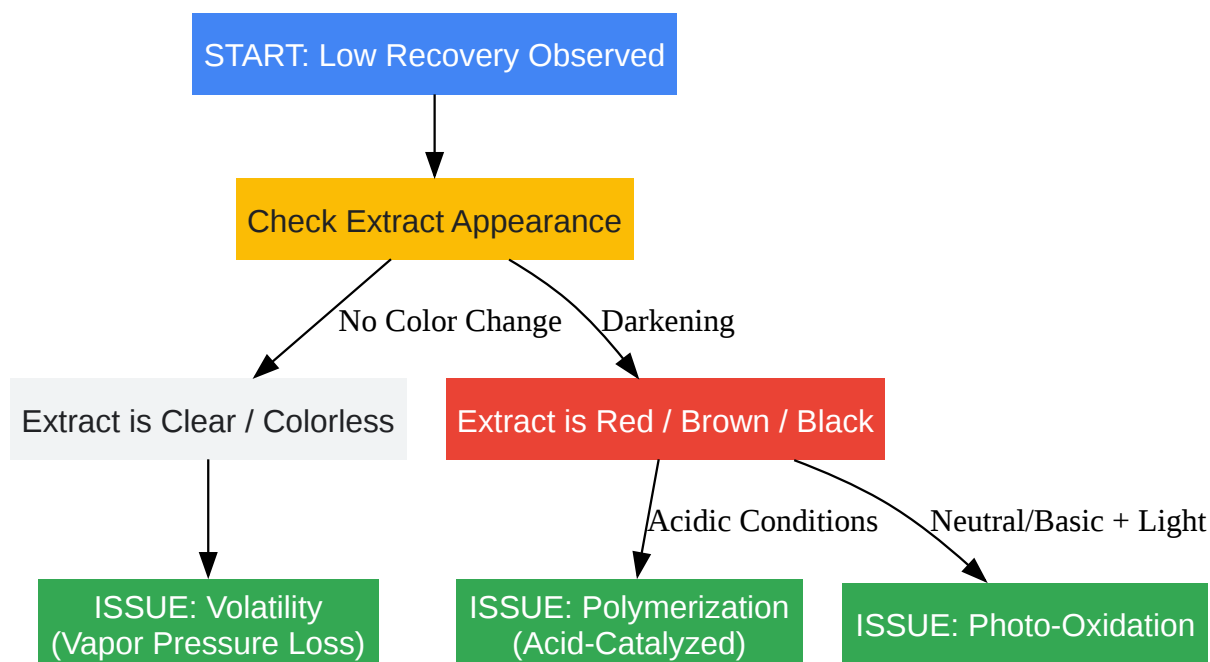 START: Low Recovery Observed
Check Extract Appearance
No Color Change
Darkening
Extract is Clear / Colorless
Extract is Red / Brown / Black
Acidic Conditions
Neutral/Basic + Light
ISSUE: Volatility
(Vapor Pressure Loss)
ISSUE: Polymerization
(Acid-Catalyzed)
ISSUE: Photo-Oxidation